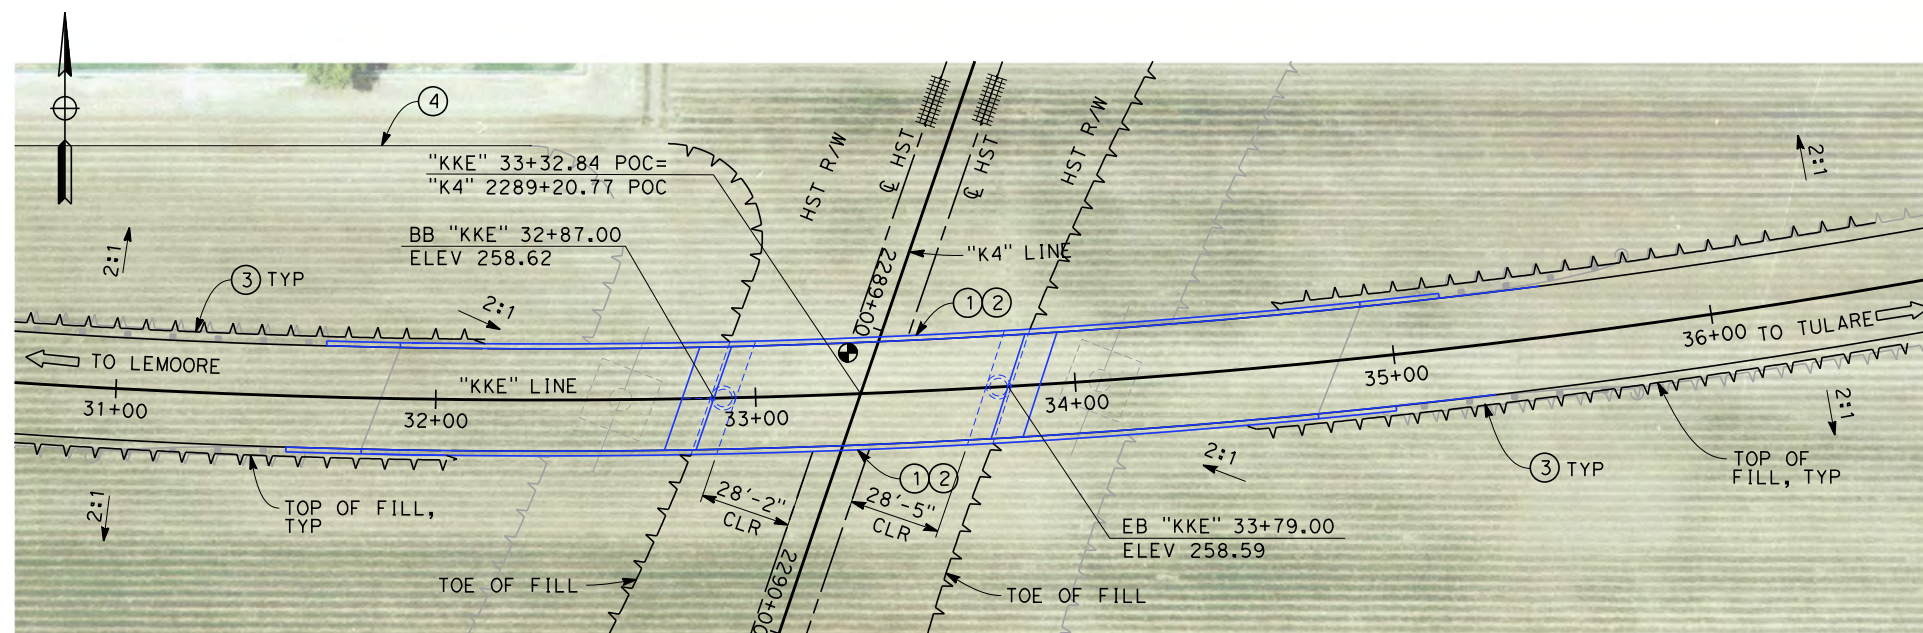 4
"KKE" 33+32.84 POC=
"K4" 2289+20.77 POC
HST R/W
℄ HST
℄ HST
HST R/W
2:1
BB "KKE" 32+87.00
ELEV 258.62
2:1
"K4" LINE
2289+00
3 TYP
2:1
1 2
TO LEMOORE
"KKE" LINE
31+00
32+00
33+00
34+00
35+00
36+00
TO TULARE
2:1
2:1
1 2
3 TYP
TOP OF
FILL, TYP
2:1
TOP OF FILL,
TYP
28'-2"
CLR
28'-5"
CLR
EB "KKE" 33+79.00
ELEV 258.59
TOE OF FILL
2290+00
TOE OF FILL